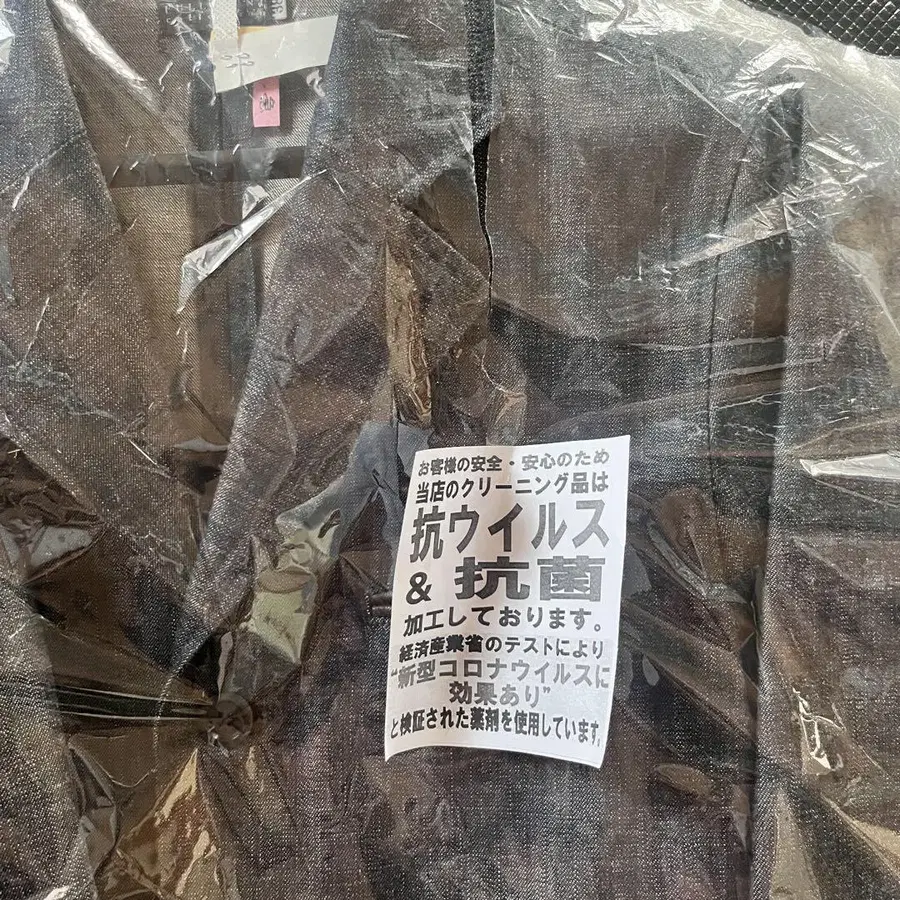 お客様の安全・安心のため
当店のクリーニング品は
抗ウイルス
& 抗菌
加工しております。
経済産業省のテストにより
“新型コロナウイルスに
効果あり”
と検証された薬剤を使用しています。